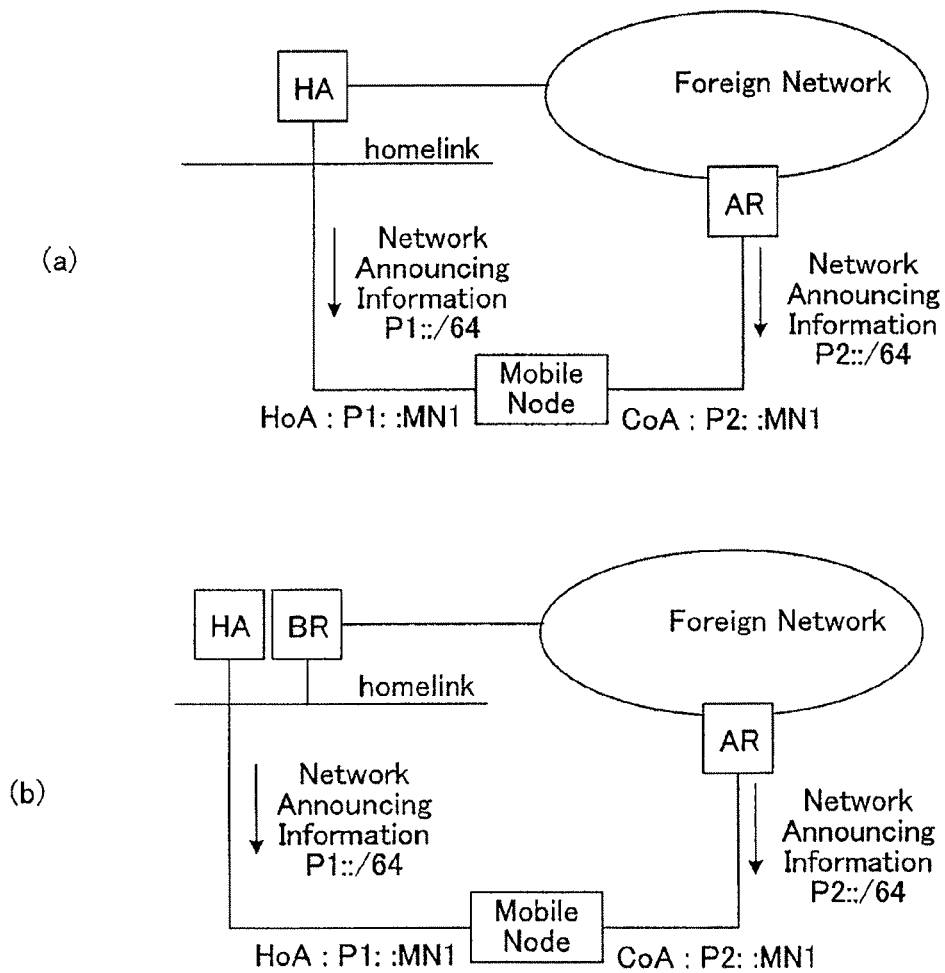 (a)
HA
homelink
Foreign Network
AR
Network
Announcing
Information
P1::/64
Network
Announcing
Information
P2::/64
Mobile
Node
HoA : P1: :MN1
CoA : P2: :MN1
(b)
HA
BR
homelink
Foreign Network
AR
Network
Announcing
Information
P1::/64
Network
Announcing
Information
P2::/64
Mobile
Node
HoA : P1: :MN1
CoA : P2: :MN1